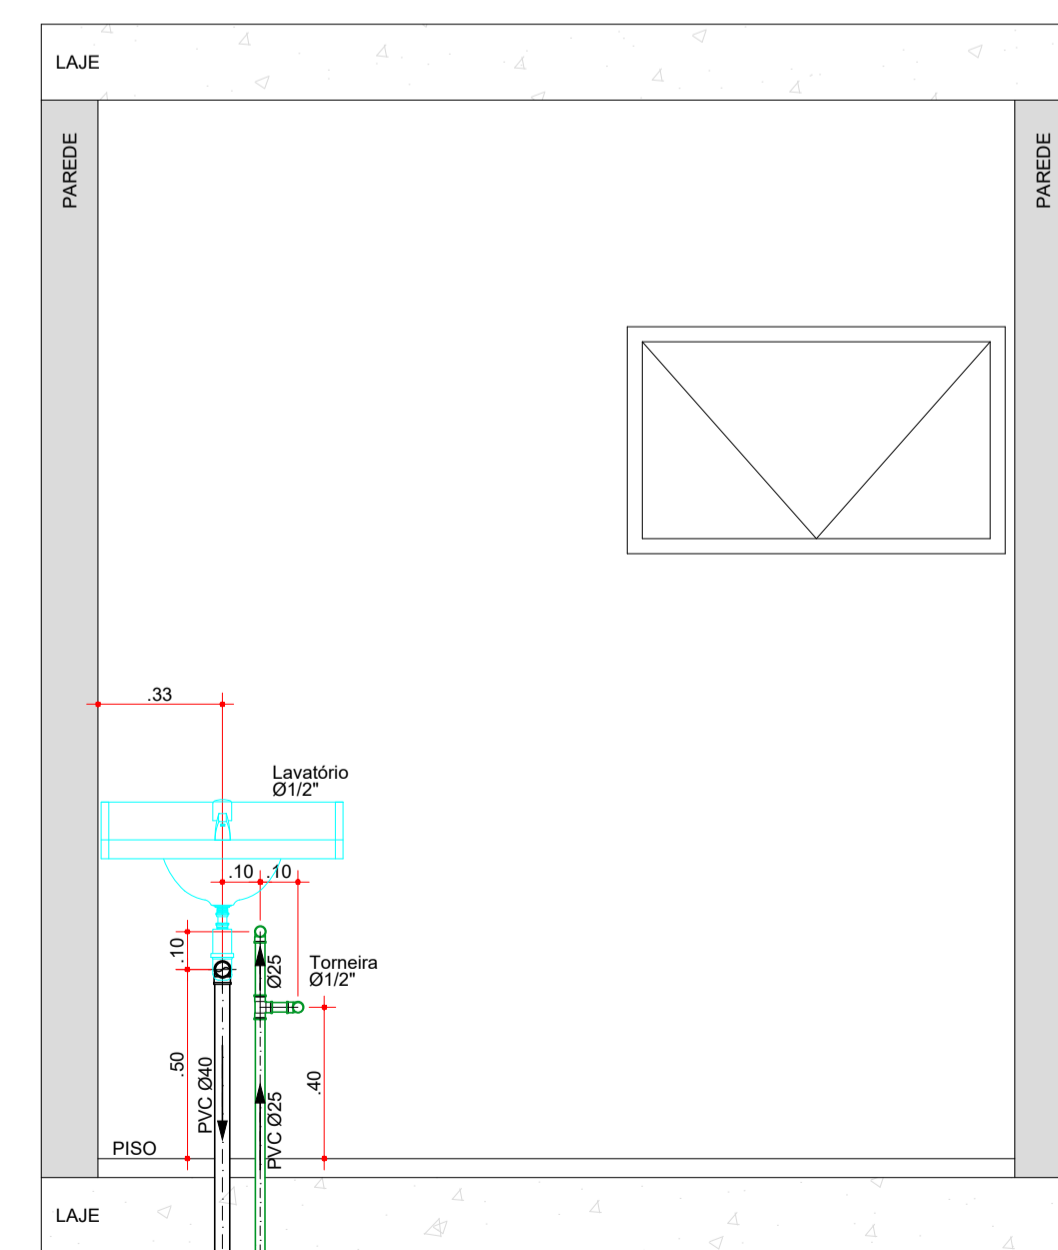 LAJE
PAREDE
PAREDE
.33
Lavatório
Ø1/2"
.10
.10
.10
Ø25
Torneira
Ø1/2"
.50
PVC Ø40
.40
PVC Ø25
PISO
LAJE